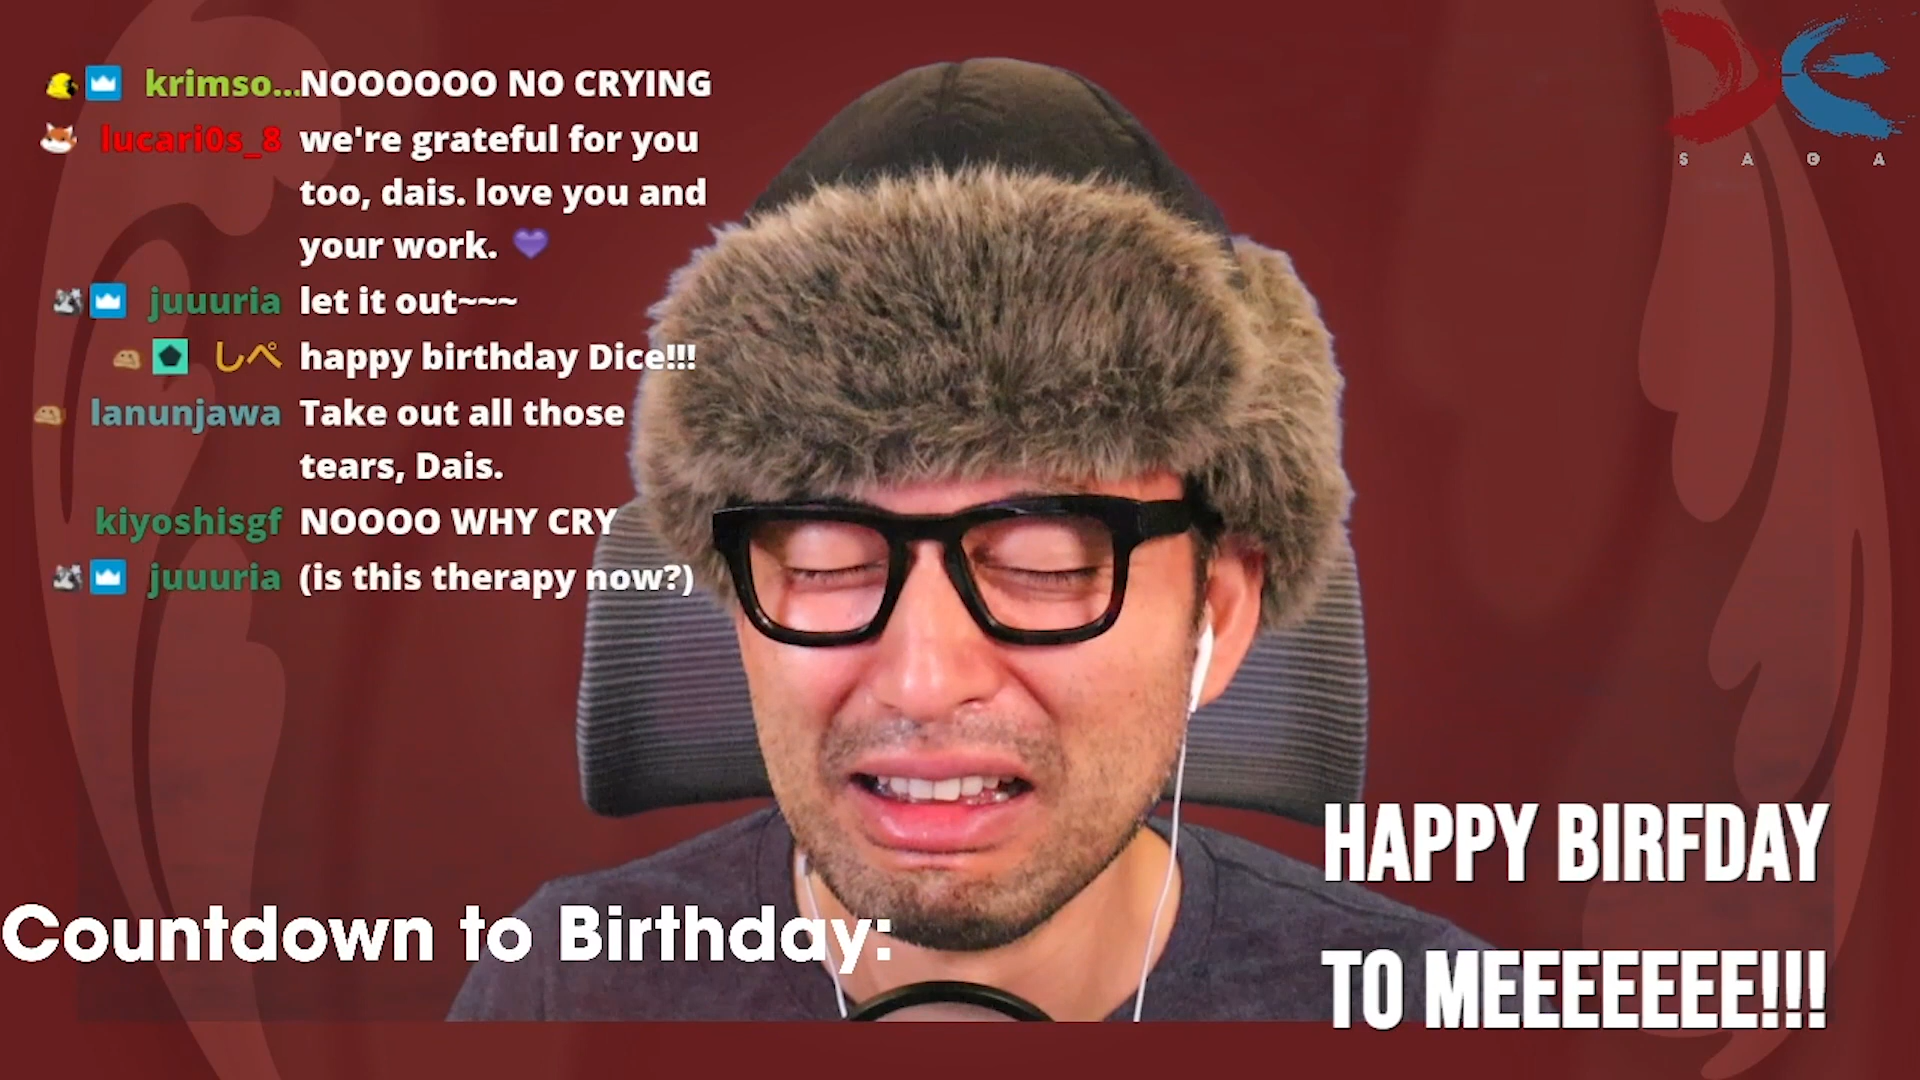 krimso...NOOOOOO NO CRYING
lucari0s_8 we're grateful for you
too, dais. love you and
your work. 💜
juuuria let it out~~~
しぺ happy birthday Dice!!!
lanunjawa Take out all those
tears, Dais.
kiyoshisgf NOOOO WHY CRY
juuuria (is this therapy now?)
SAGA
HAPPY BIRFDAY
TO MEEEEEEE!!!
Countdown to Birthday: